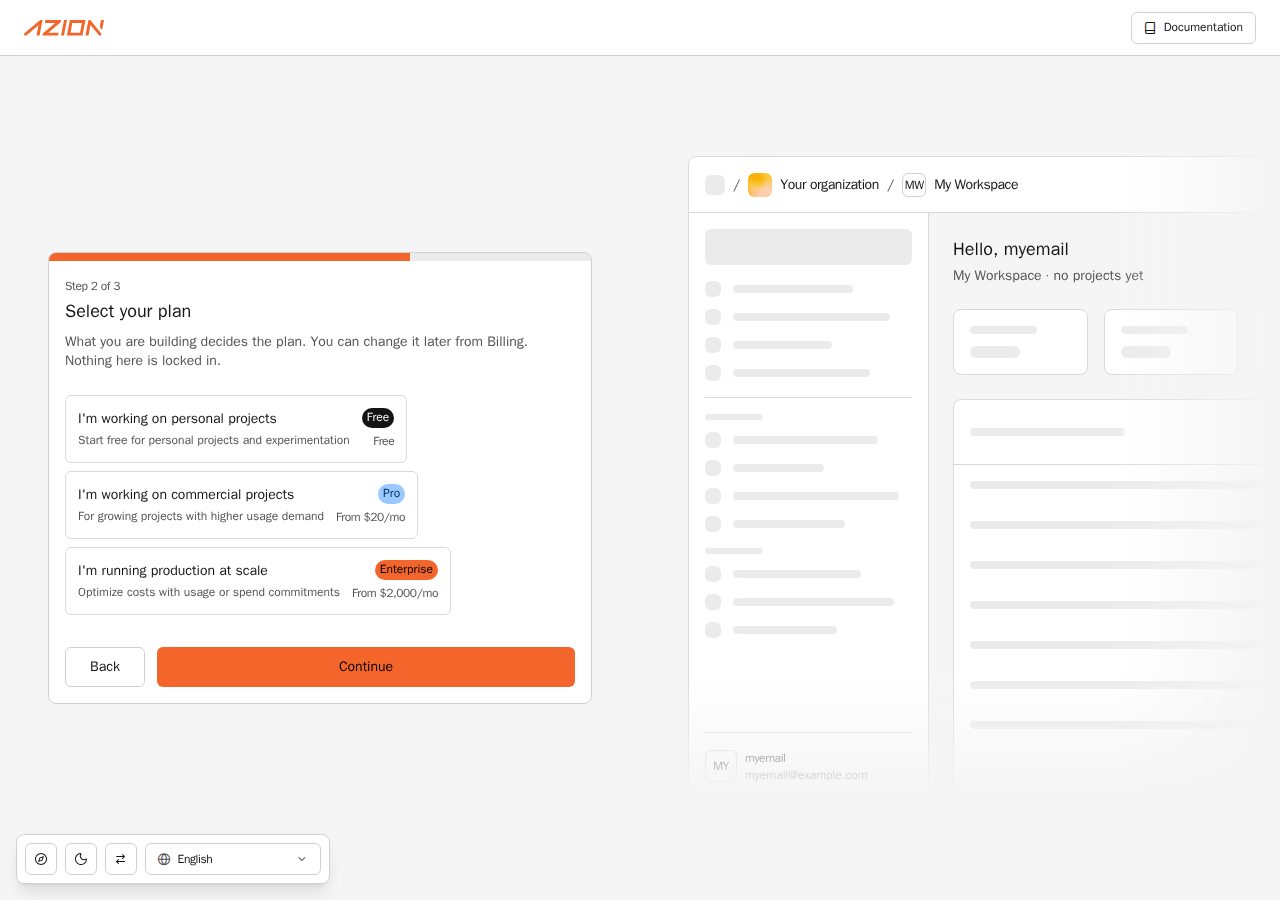 AZION
Documentation
/ Your organization / MW My Workspace
Hello, myemail
My Workspace · no projects yet
Step 2 of 3
Select your plan
What you are building decides the plan. You can change it later from Billing.
Nothing here is locked in.
I'm working on personal projects Free
Start free for personal projects and experimentation Free
I'm working on commercial projects Pro
For growing projects with higher usage demand From $20/mo
I'm running production at scale Enterprise
Optimize costs with usage or spend commitments From $2,000/mo
Back Continue
MY myemail
myemail@example.com
English